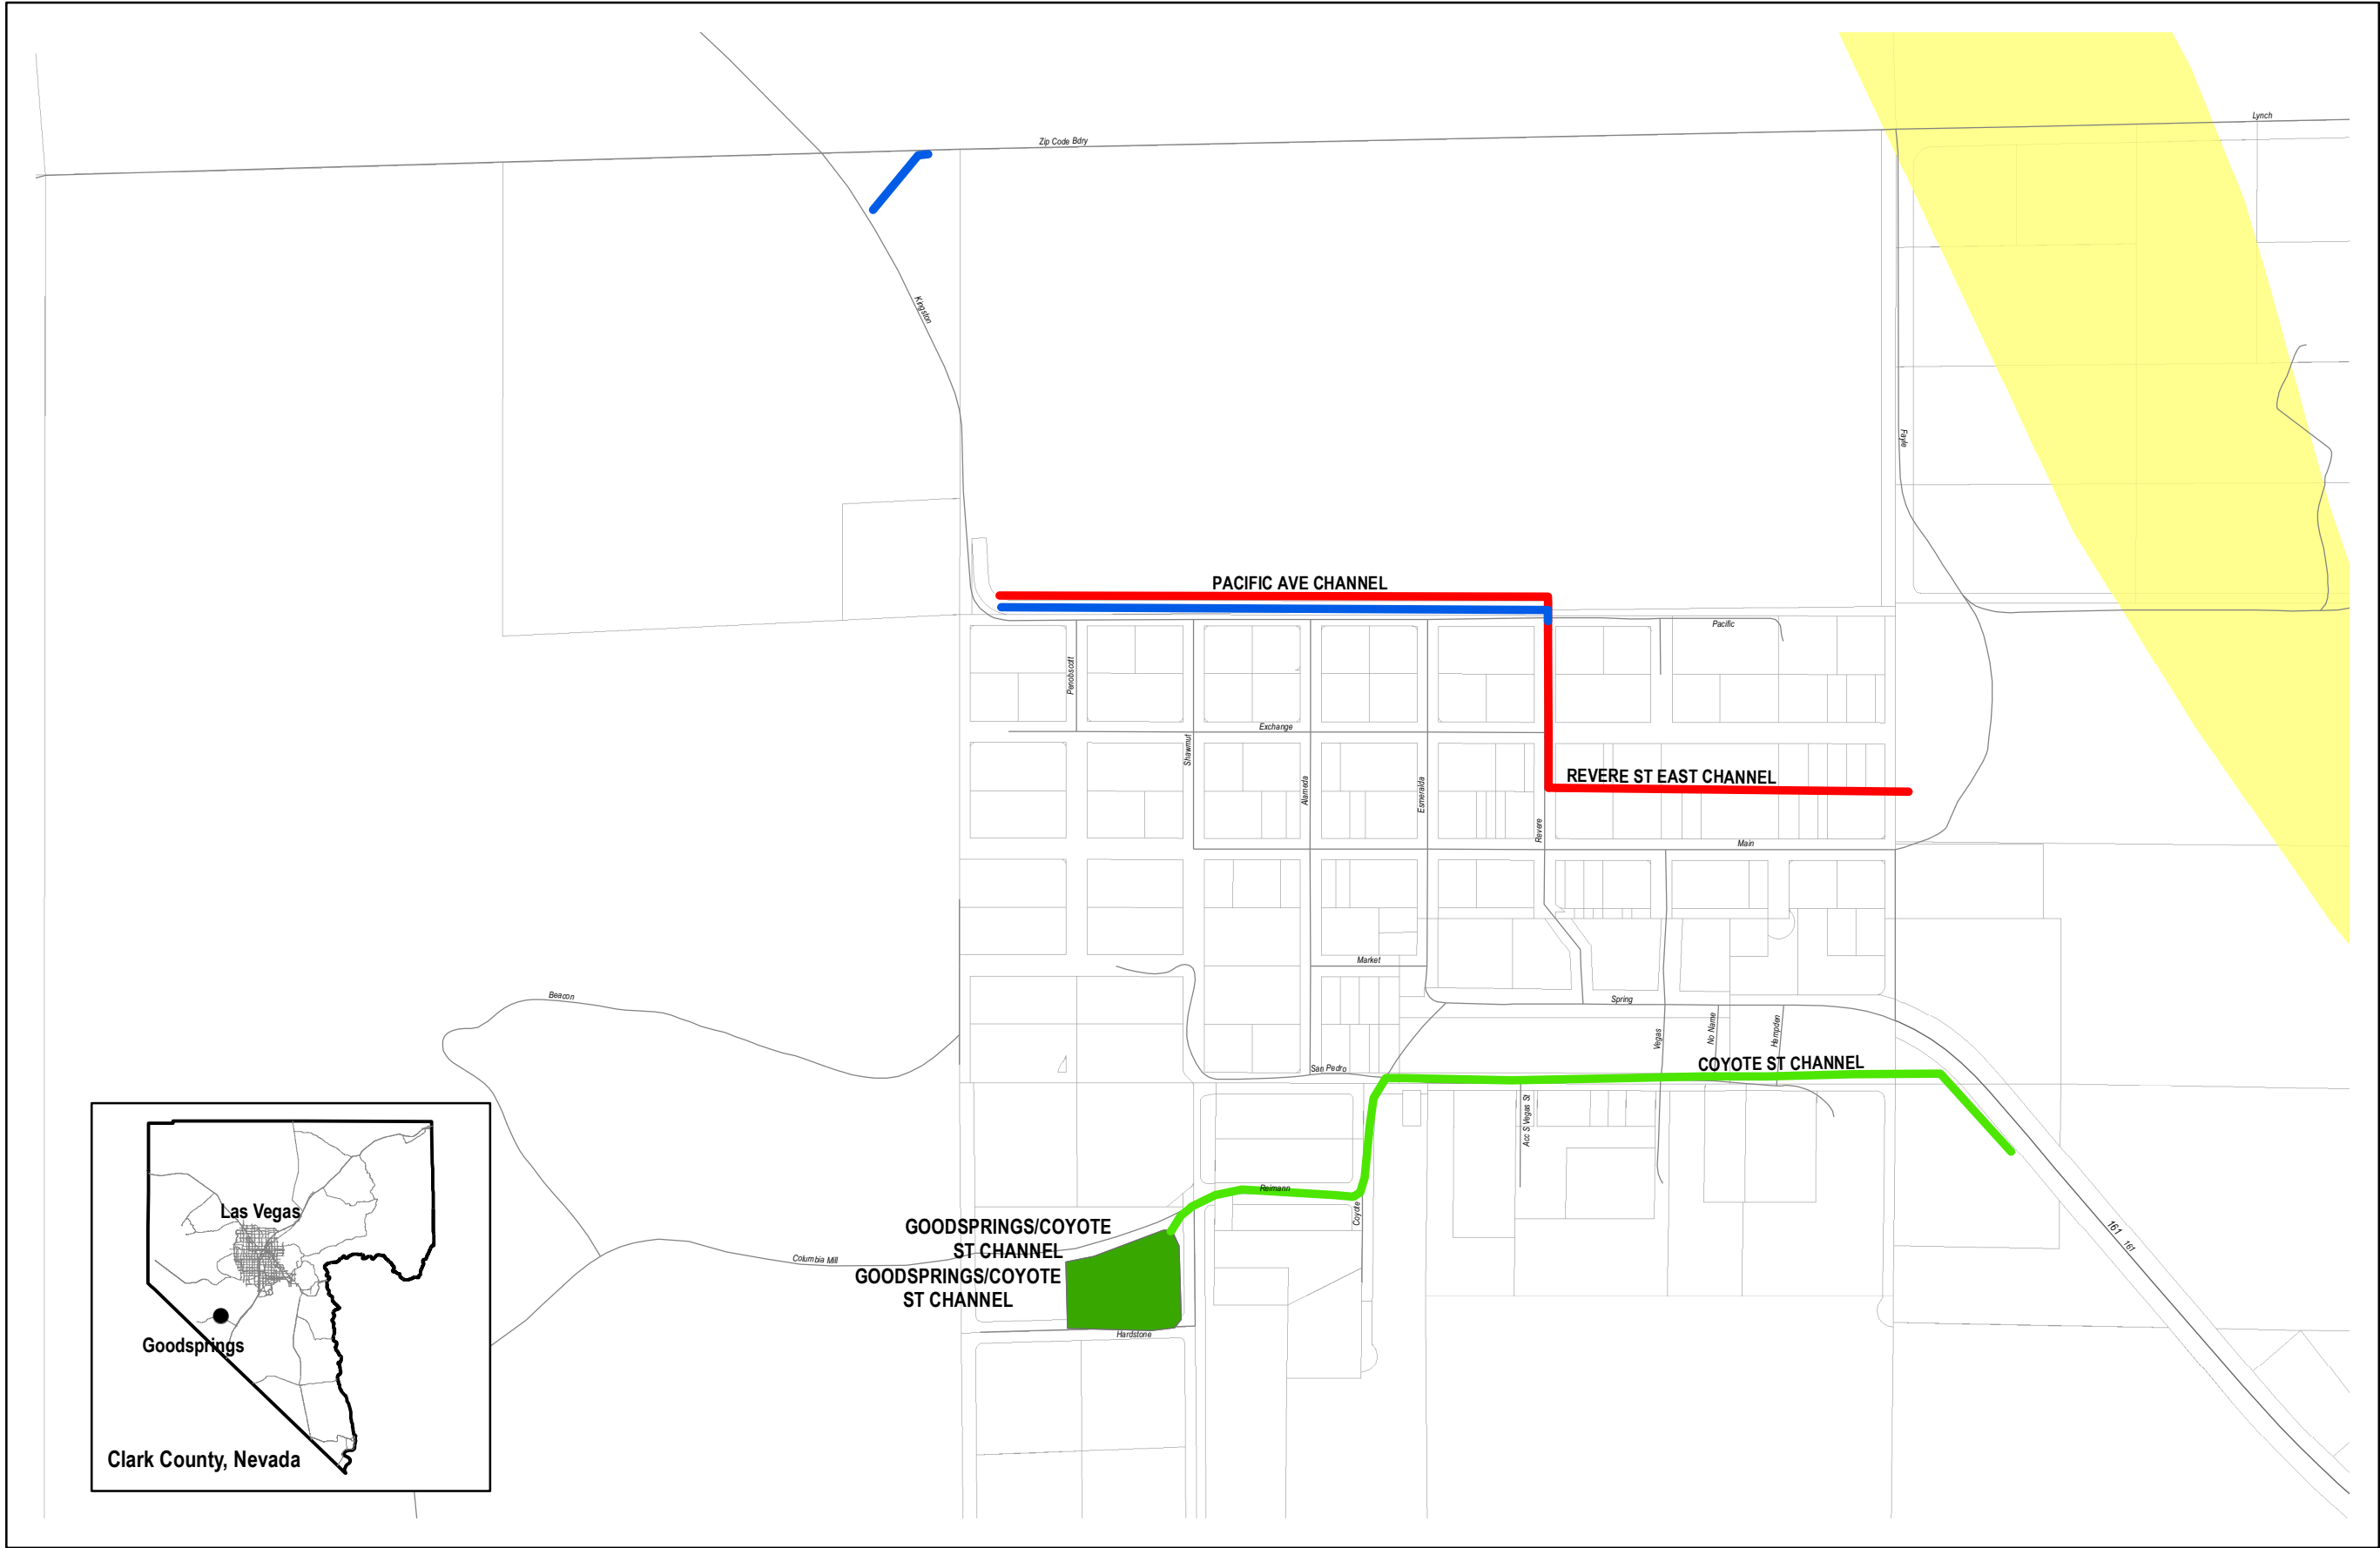 Lynch
Zip Code Bdry
Kingston
Fayle
PACIFIC AVE CHANNEL
Pacific
Penobscott
Exchange
Shawmut
Alameda
Esmeralda
REVERE ST EAST CHANNEL
Revere
Main
Market
Beacon
Spring
Vegas
No Name
Hampden
San Pedro
COYOTE ST CHANNEL
Acc S Vegas St
Reimann
Coyote
GOODSPRINGS/COYOTE
ST CHANNEL
Columbia Mill
GOODSPRINGS/COYOTE
ST CHANNEL
Hardstone
161
161
Las Vegas
Goodsprings
Clark County, Nevada